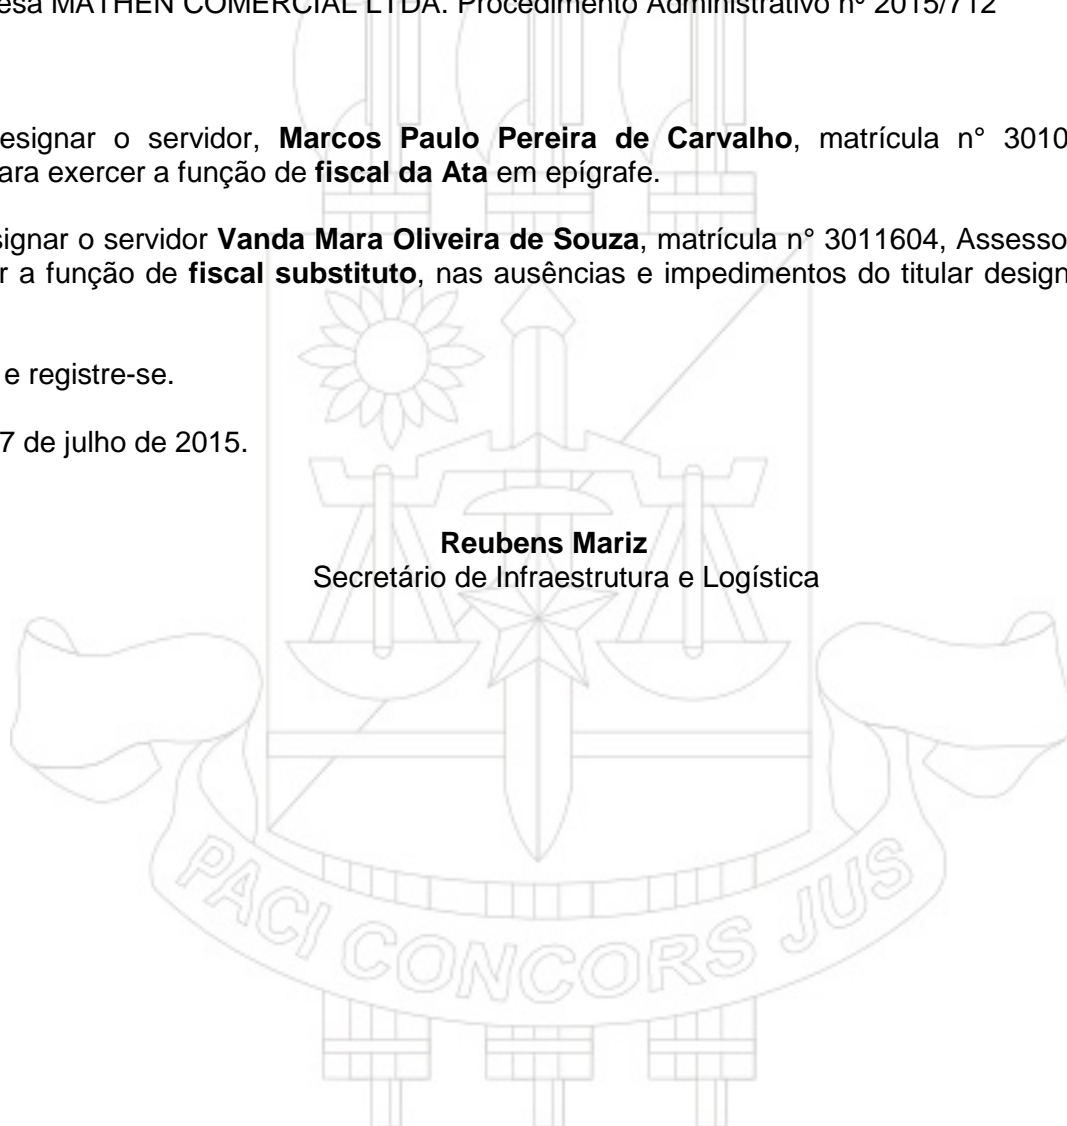 esa MATHEN COMERCIAL LTDA. Procedimento Administrativo nº 2015/712
esignar o servidor, Marcos Paulo Pereira de Carvalho, matrícula n° 3010
ara exercer a função de fiscal da Ata em epígrafe.
signar o servidor Vanda Mara Oliveira de Souza, matrícula n° 3011604, Assesso
r a função de fiscal substituto, nas ausências e impedimentos do titular design
e registre-se.
7 de julho de 2015.
Reubens Mariz
Secretário de Infraestrutura e Logística
PACI CONCORS JUS